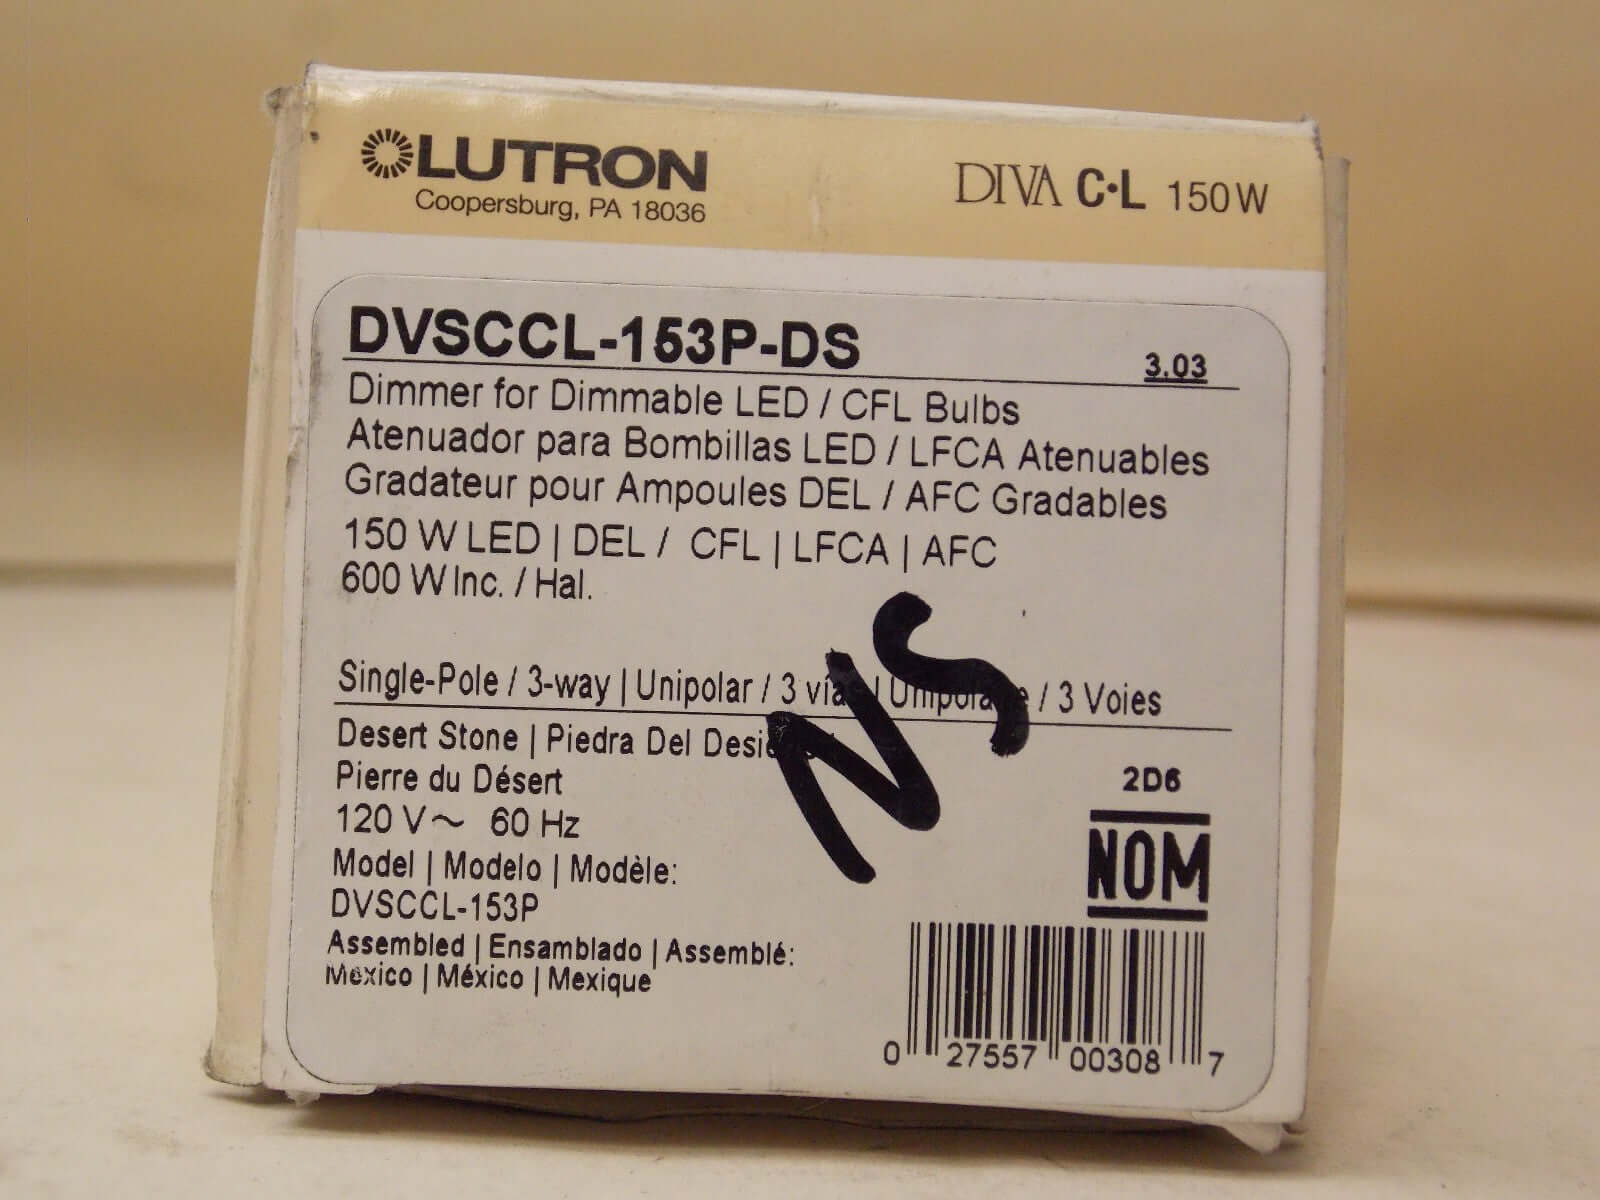 LUTRON
Coopersburg, PA 18036
DIVA C•L 150W
DVSCCL-153P-DS
3.03
Dimmer for Dimmable LED / CFL Bulbs
Atenuador para Bombillas LED / LFCA Atenuables
Gradateur pour Ampoules DEL / AFC Gradables
150 W LED | DEL / CFL | LFCA | AFC
600 W Inc. / Hal.
Single-Pole / 3-way | Unipolar / 3 vías | Unipolaire / 3 Voies
Desert Stone | Piedra Del
Pierre du Désert
120 V~ 60 Hz
Model | Modelo | Modèle:
DVSCCL-153P
Assembled | Ensamblado | Assemblé:
México | México | Mexique
NS
2D6
NOM
0 27557 00308 7